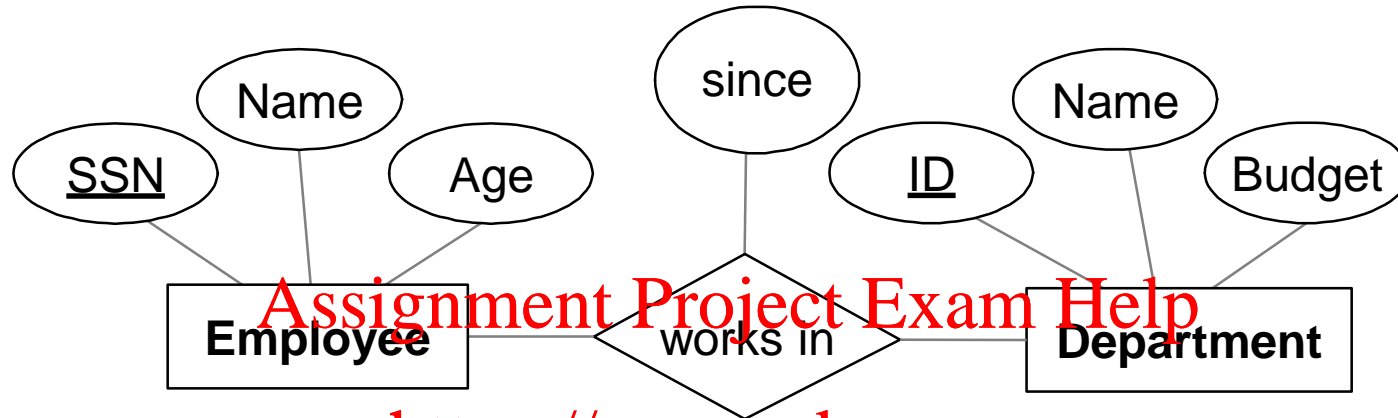 since
Name
Name
SSN
Age
ID
Budget
Assignment Project Exam Help
Employee
works in
Department